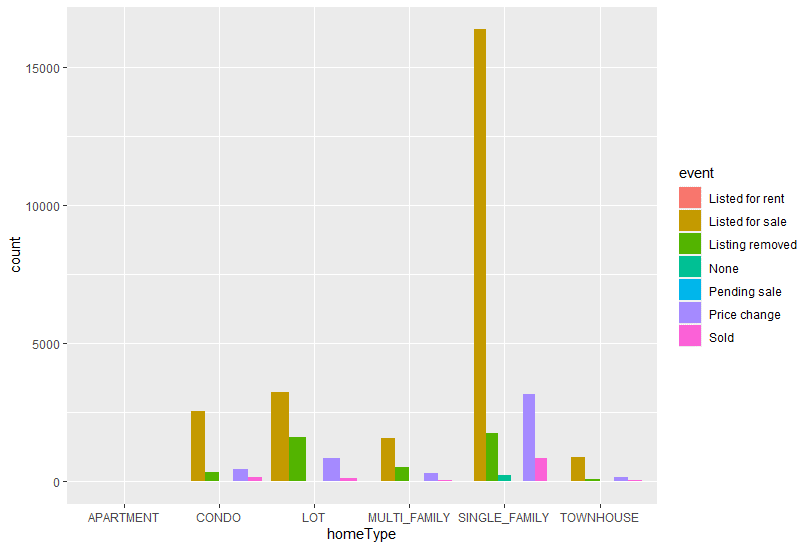 15000
10000
5000
0
count
APARTMENT CONDO LOT MULTI_FAMILY SINGLE_FAMILY TOWNHOUSE
homeType
event
Listed for rent
Listed for sale
Listing removed
None
Pending sale
Price change
Sold